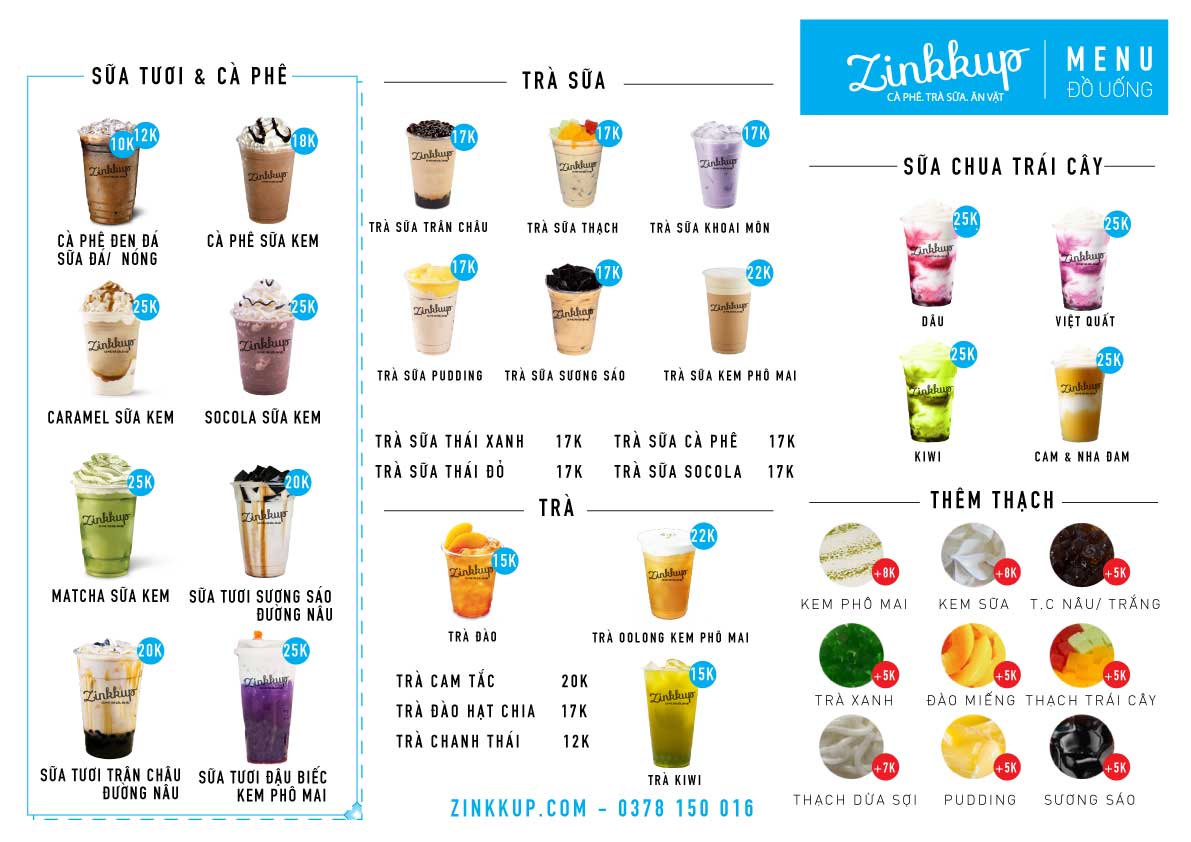 Zinkkup
CÀ PHÊ. TRÀ SỮA. ĂN VẶT
MENU
ĐỒ UỐNG
SỮA TƯƠI & CÀ PHÊ
10K
12K
CÀ PHÊ ĐEN ĐÁ
SỮA ĐÁ/ NÓNG
18K
CÀ PHÊ SỮA KEM
25K
CARAMEL SỮA KEM
25K
SOCOLA SỮA KEM
25K
MATCHA SỮA KEM
20K
SỮA TƯƠI SƯƠNG SÁO
ĐƯỜNG NÂU
20K
SỮA TƯƠI TRÂN CHÂU
ĐƯỜNG NÂU
25K
SỮA TƯƠI ĐẬU BIẾC
KEM PHÔ MAI
TRÀ SỮA
17K
TRÀ SỮA TRÂN CHÂU
17K
TRÀ SỮA THẠCH
17K
TRÀ SỮA KHOAI MÔN
17K
TRÀ SỮA PUDDING
17K
TRÀ SỮA SƯƠNG SÁO
22K
TRÀ SỮA KEM PHÔ MAI
TRÀ SỮA THÁI XANH 17K
TRÀ SỮA CÀ PHÊ 17K
TRÀ SỮA THÁI ĐỎ 17K
TRÀ SỮA SOCOLA 17K
TRÀ
15K
TRÀ ĐÀO
22K
TRÀ OOLONG KEM PHÔ MAI
TRÀ CAM TẮC 20K
TRÀ ĐÀO HẠT CHIA 17K
TRÀ CHANH THÁI 12K
15K
TRÀ KIWI
ZINKKUP.COM - 0378 150 016
SỮA CHUA TRÁI CÂY
25K
DÂU
25K
VIỆT QUẤT
25K
KIWI
25K
CAM & NHA ĐAM
THÊM THẠCH
+8K
KEM PHÔ MAI
+8K
KEM SỮA
+5K
T.C NÂU/ TRẮNG
+5K
TRÀ XANH
+5K
ĐÀO MIẾNG
+5K
THẠCH TRÁI CÂY
+7K
THẠCH DỪA SỢI
+5K
PUDDING
+5K
SƯƠNG SÁO